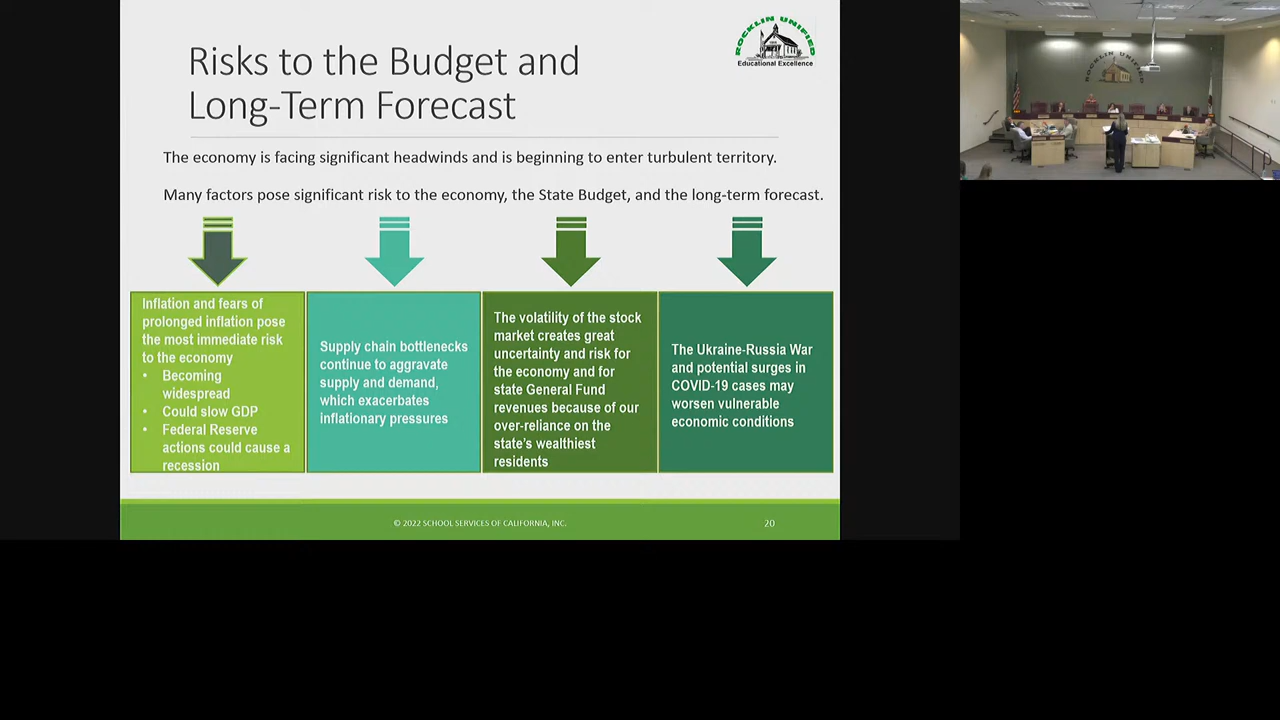 Risks to the Budget and
Long-Term Forecast
ROCKLIN UNIFIED
Educational Excellence
The economy is facing significant headwinds and is beginning to enter turbulent territory.
Many factors pose significant risk to the economy, the State Budget, and the long-term forecast.
Inflation and fears of
prolonged inflation pose
the most immediate risk
to the economy
• Becoming
widespread
• Could slow GDP
• Federal Reserve
actions could cause a
recession
Supply chain bottlenecks
continue to aggravate
supply and demand,
which exacerbates
inflationary pressures
The volatility of the stock
market creates great
uncertainty and risk for
the economy and for
state General Fund
revenues because of our
over-reliance on the
state's wealthiest
residents
The Ukraine-Russia War
and potential surges in
COVID-19 cases may
worsen vulnerable
economic conditions
© 2022 SCHOOL SERVICES OF CALIFORNIA, INC.
20
ROCKLIN UNIFIED